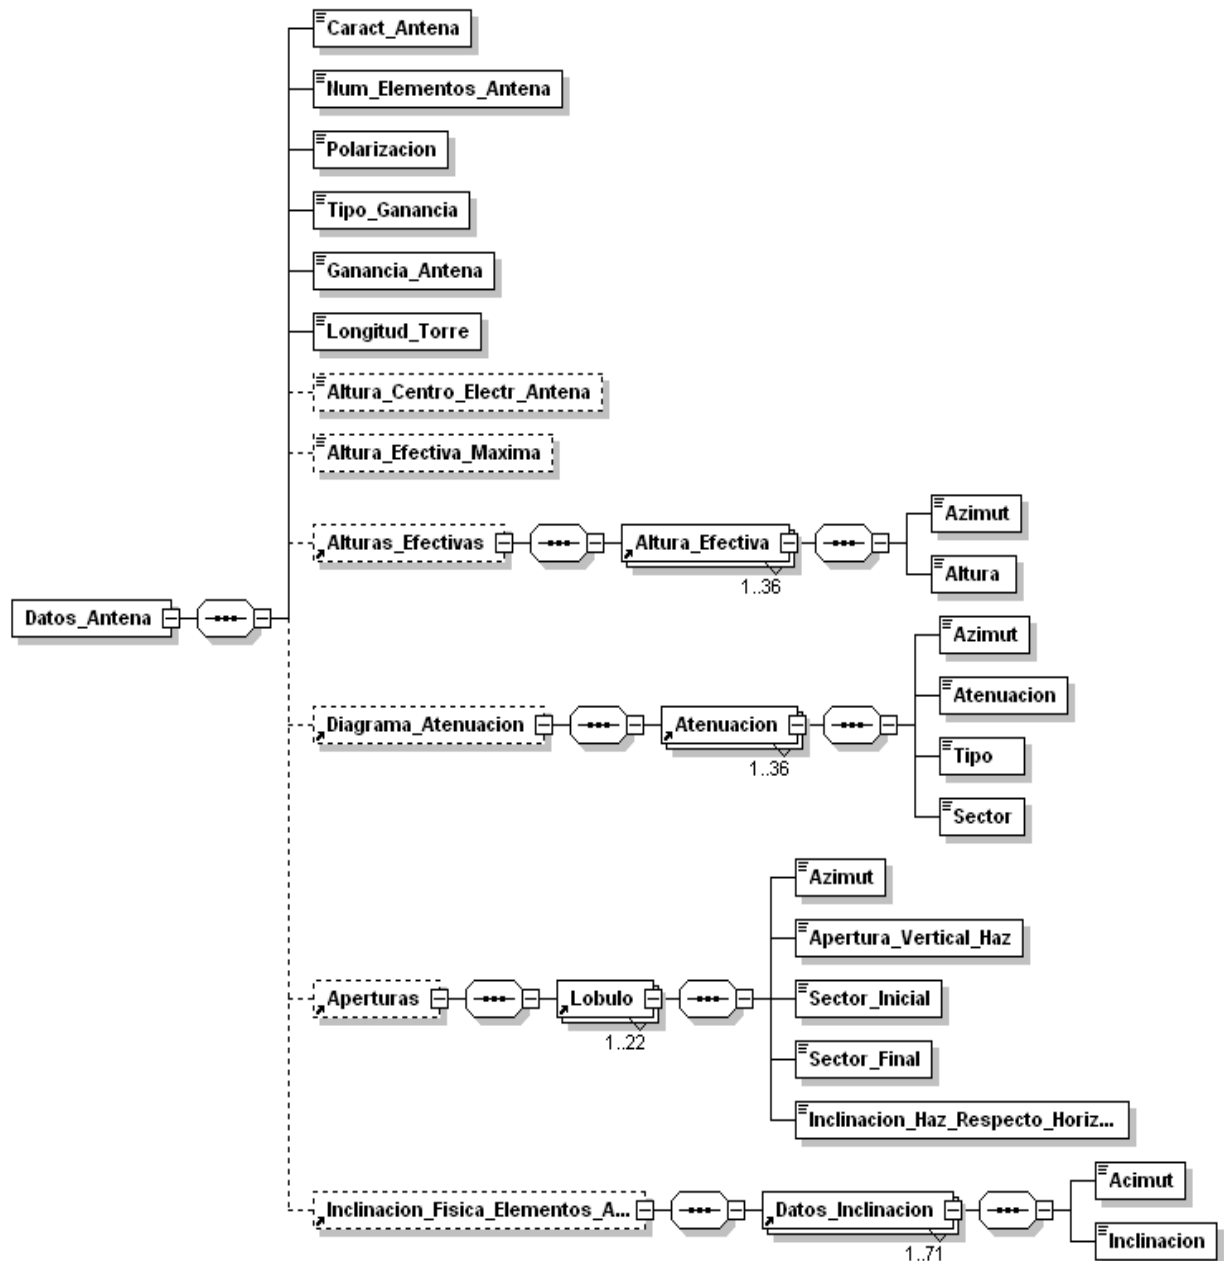 Caract_Antena
Num_Elementos_Antena
Polarizacion
Tipo_Ganancia
Ganancia_Antena
Longitud_Torre
Altura_Centro_Electr_Antena
Altura_Efectiva_Maxima
Alturas_Efectivas
Altura_Efectiva
1..36
Azimut
Altura
Datos_Antena
Diagrama_Atenuacion
Atenuacion
1..36
Azimut
Atenuacion
Tipo
Sector
Aperturas
Lobulo
1..22
Azimut
Apertura_Vertical_Haz
Sector_Inicial
Sector_Final
Inclinacion_Haz_Respecto_Horiz...
Inclinacion_Fisica_Elementos_A...
Datos_Inclinacion
1..71
Acimut
Inclinacion